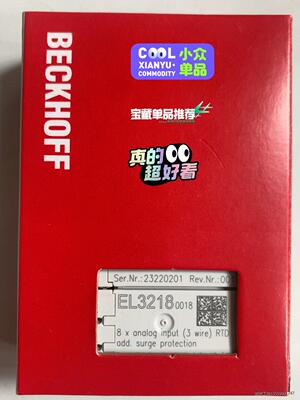 BECKHOFF
COOL 小众
XIANYU· 单品
COMMODITY
宝藏单品推荐
真的
超好看
Ser.Nr.:23220201 Rev.Nr.:00
EL3218 0018
8 x analog input (3 wire) RTD
add. surge protection